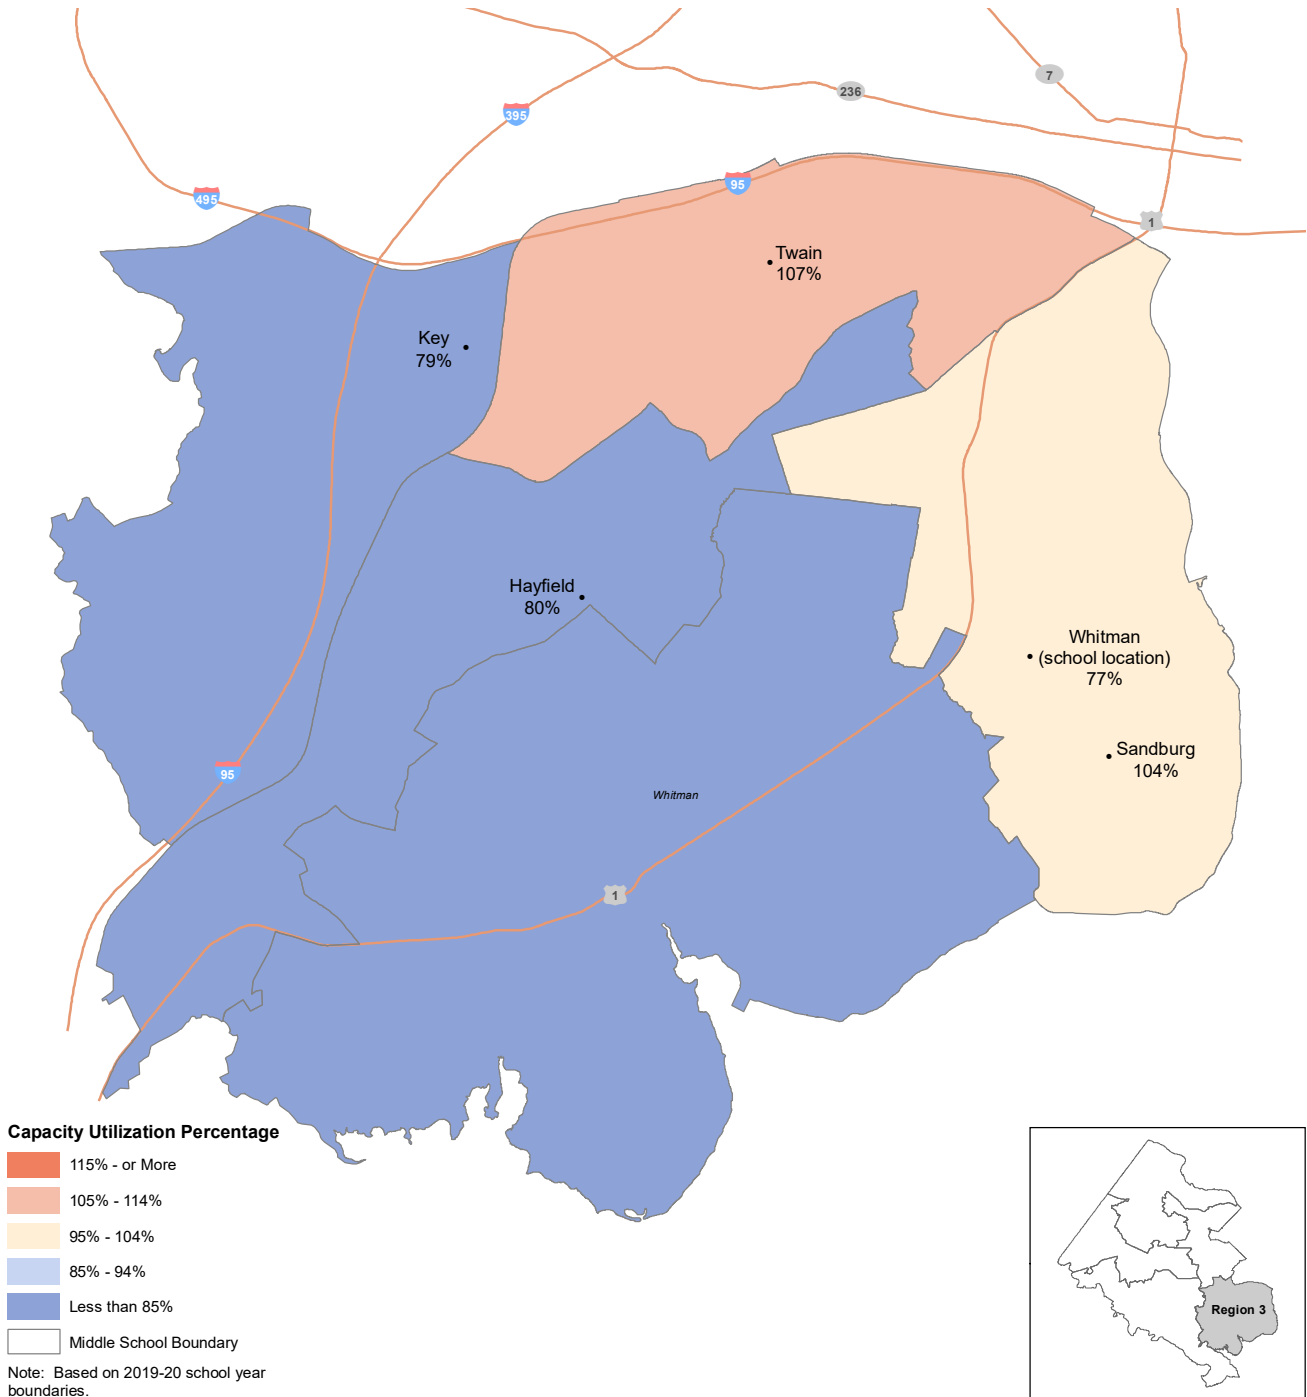 7
236
395
95
495
1
Twain
107%
Key
79%
Hayfield
80%
Whitman
(school location)
77%
Sandburg
104%
95
Whitman
1
Capacity Utilization Percentage
115% - or More
105% - 114%
95% - 104%
85% - 94%
Less than 85%
Middle School Boundary
Note:  Based on 2019-20 school year
boundaries.
Region 3